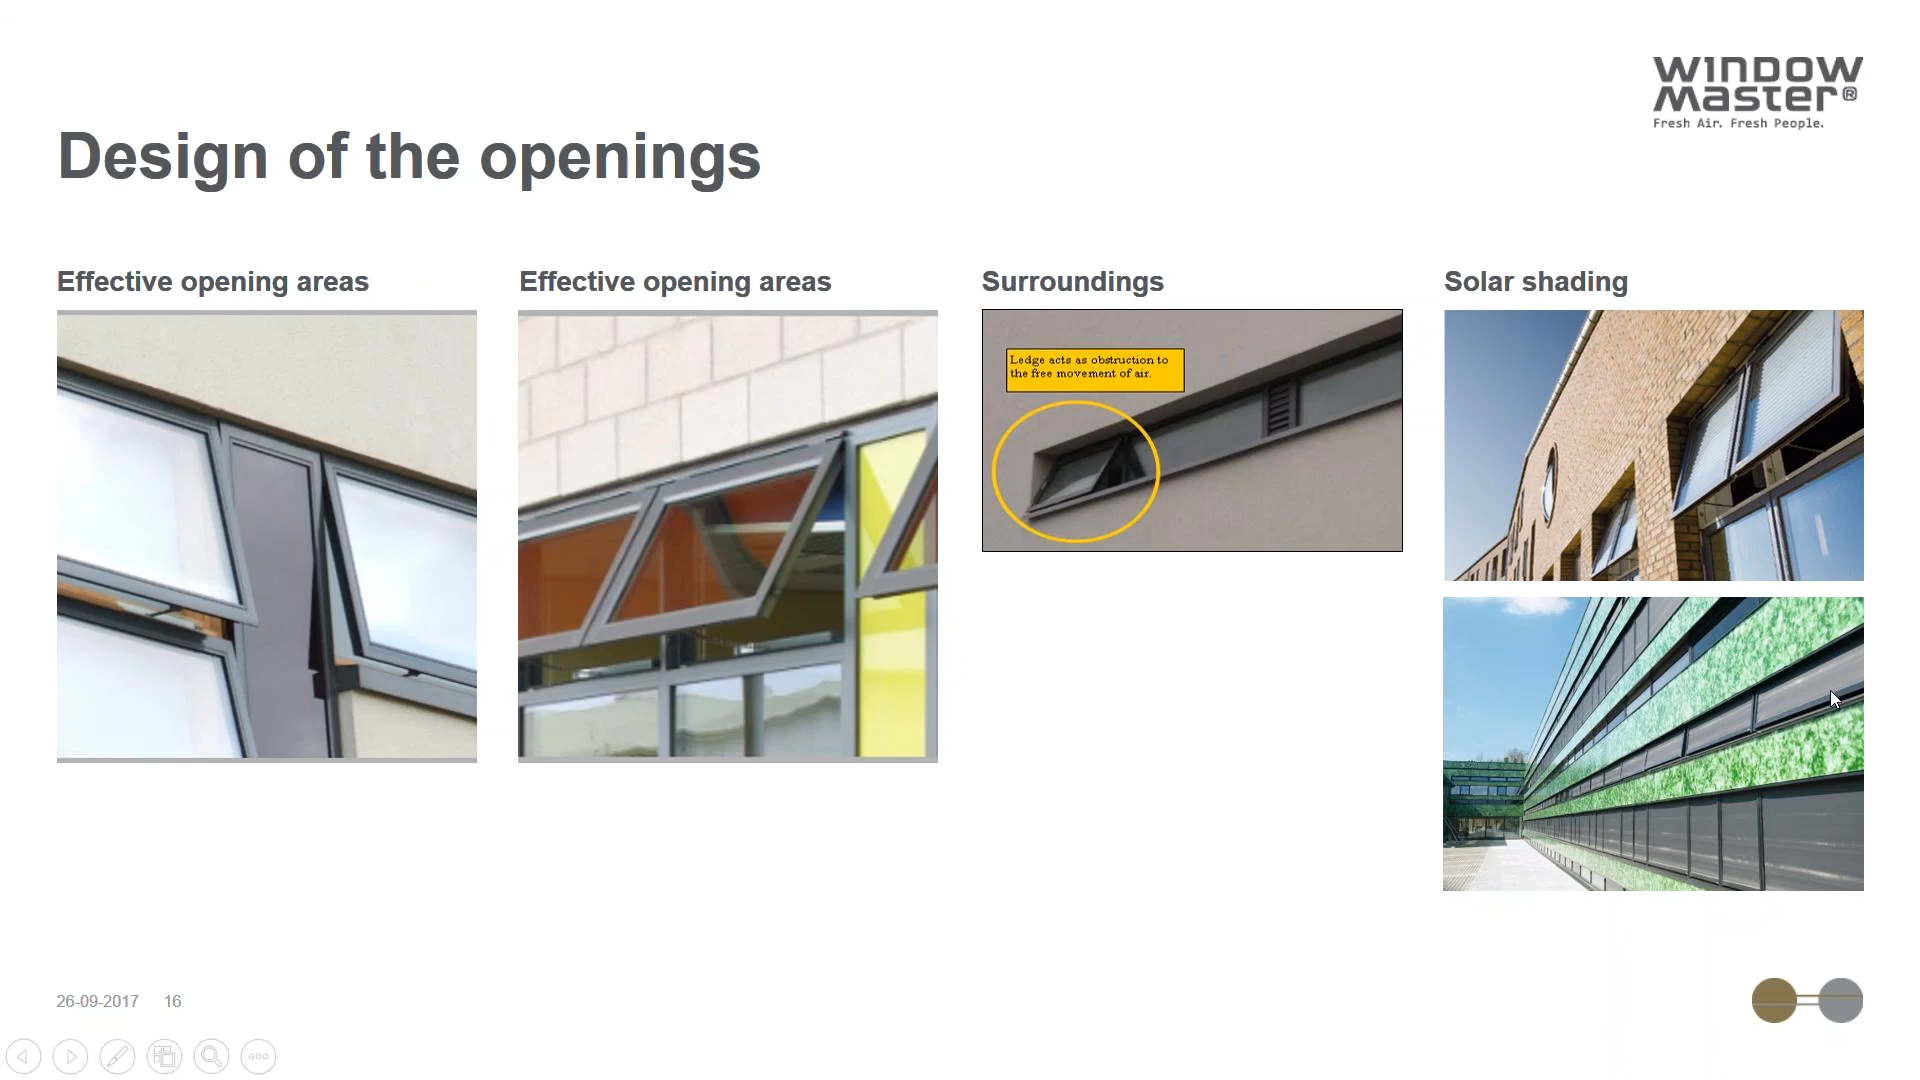 WINDOW
Master®
Fresh Air. Fresh People.
Design of the openings
Effective opening areas
Effective opening areas
Surroundings
Solar shading
Ledge acts as obstruction to
the free movement of air.
26-09-2017 16